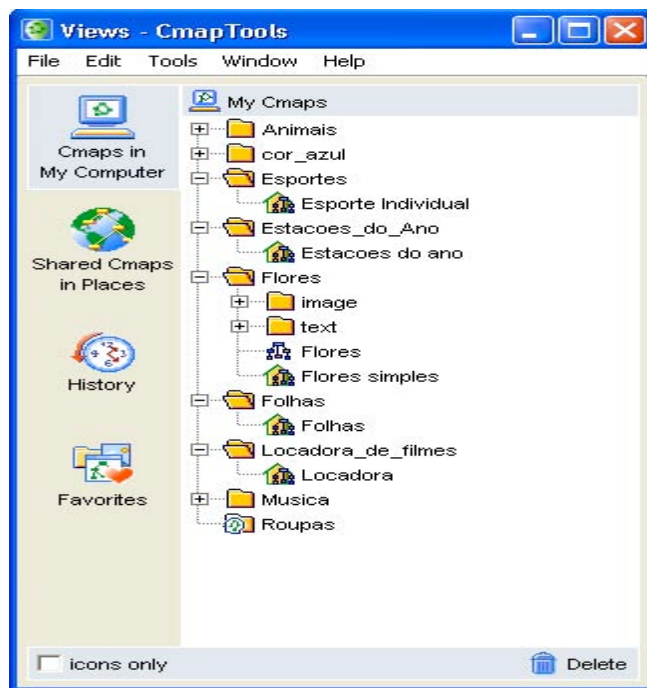 Views - CmapTools
File Edit Tools Window Help
Cmaps in
My Computer
Shared Cmaps
in Places
History
Favorites
My Cmaps
Animais
cor_azul
Esportes
Esporte Individual
Estacoes_do_Ano
Estacoes do ano
Flores
image
text
Flores
Flores simples
Folhas
Folhas
Locadora_de_filmes
Locadora
Musica
Roupas
icons only
Delete